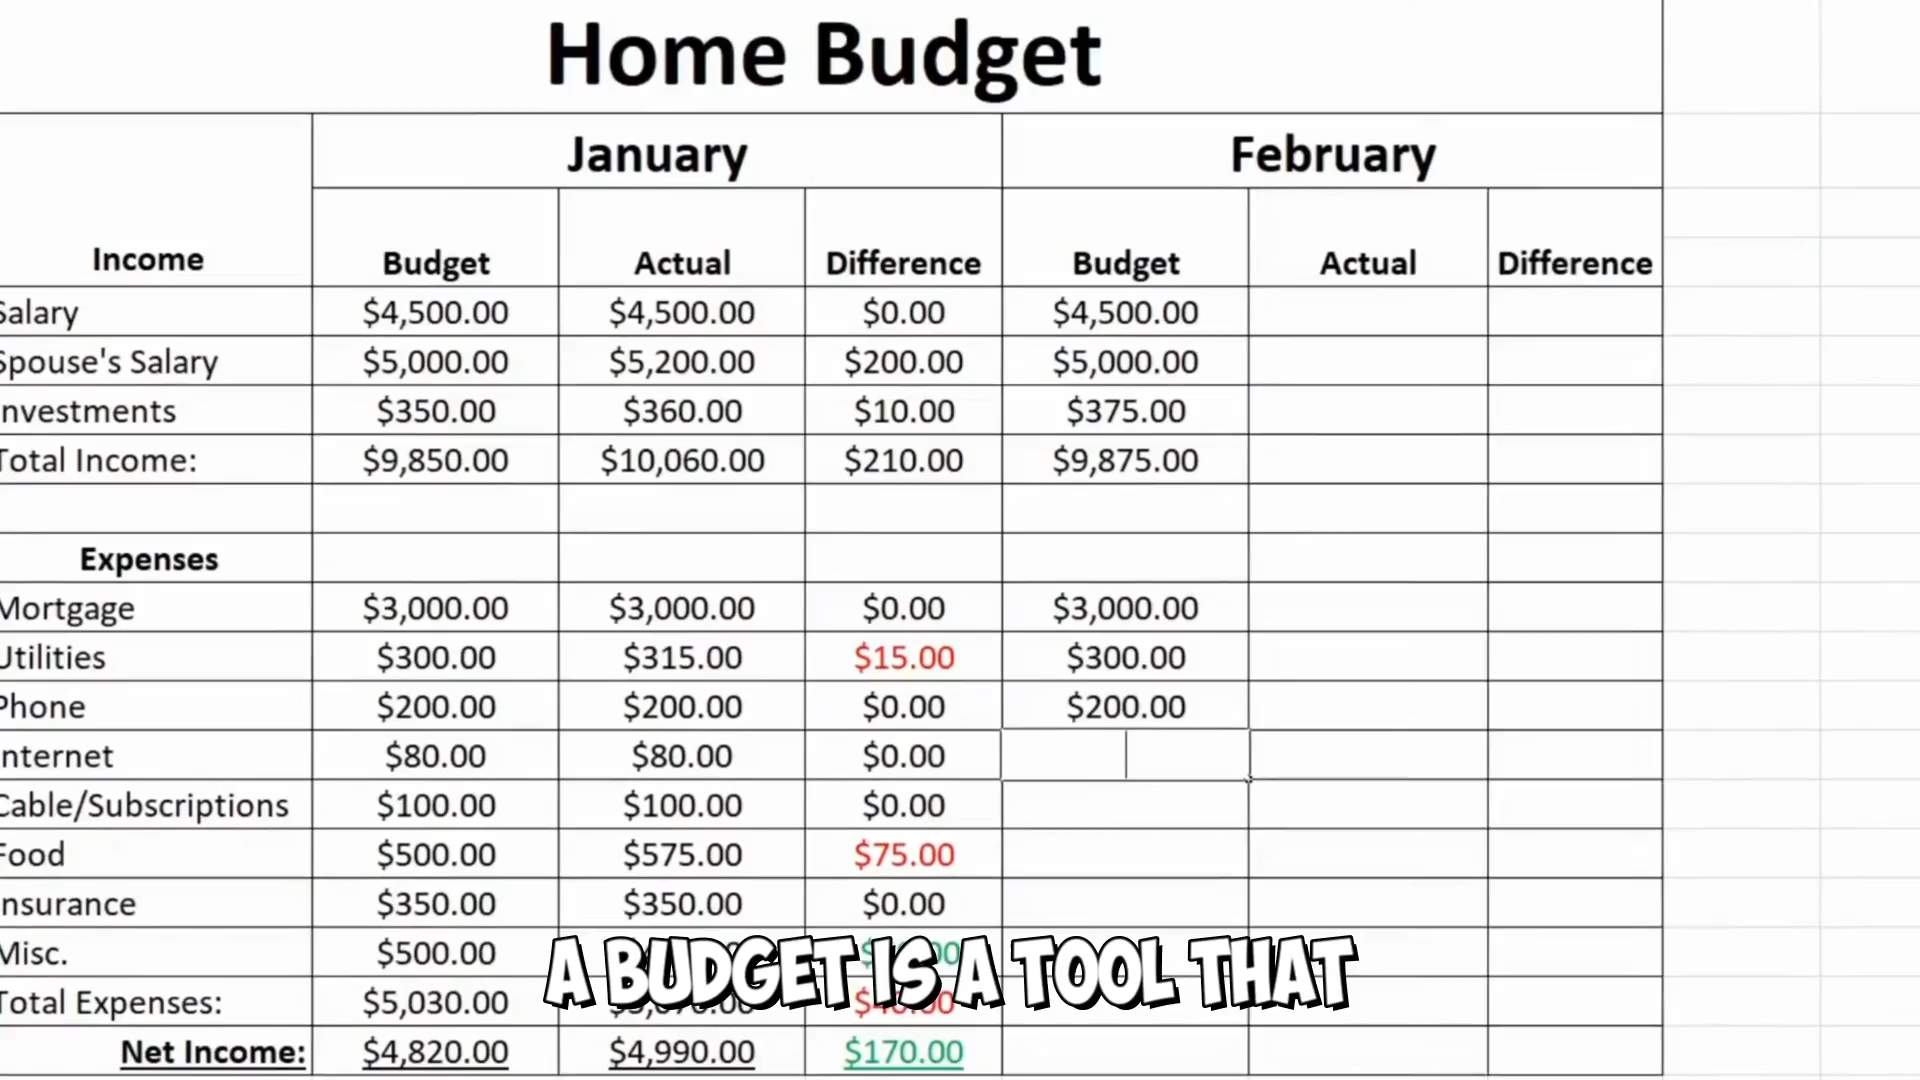 Home Budget
January February
Income Budget Actual Difference Budget Actual Difference
Salary $4,500.00 $4,500.00 $0.00 $4,500.00
Spouse's Salary $5,000.00 $5,200.00 $200.00 $5,000.00
nvestments $350.00 $360.00 $10.00 $375.00
Total Income: $9,850.00 $10,060.00 $210.00 $9,875.00
Expenses
Mortgage $3,000.00 $3,000.00 $0.00 $3,000.00
Utilities $300.00 $315.00 $15.00 $300.00
Phone $200.00 $200.00 $0.00 $200.00
nternet $80.00 $80.00 $0.00
Cable/Subscriptions $100.00 $100.00 $0.00
Food $500.00 $575.00 $75.00
nsurance $350.00 $350.00 $0.00
Misc. $500.00
A BUDGET IS A TOOL THAT
Total Expenses: $5,030.00
Net Income: $4,820.00 $4,990.00 $170.00